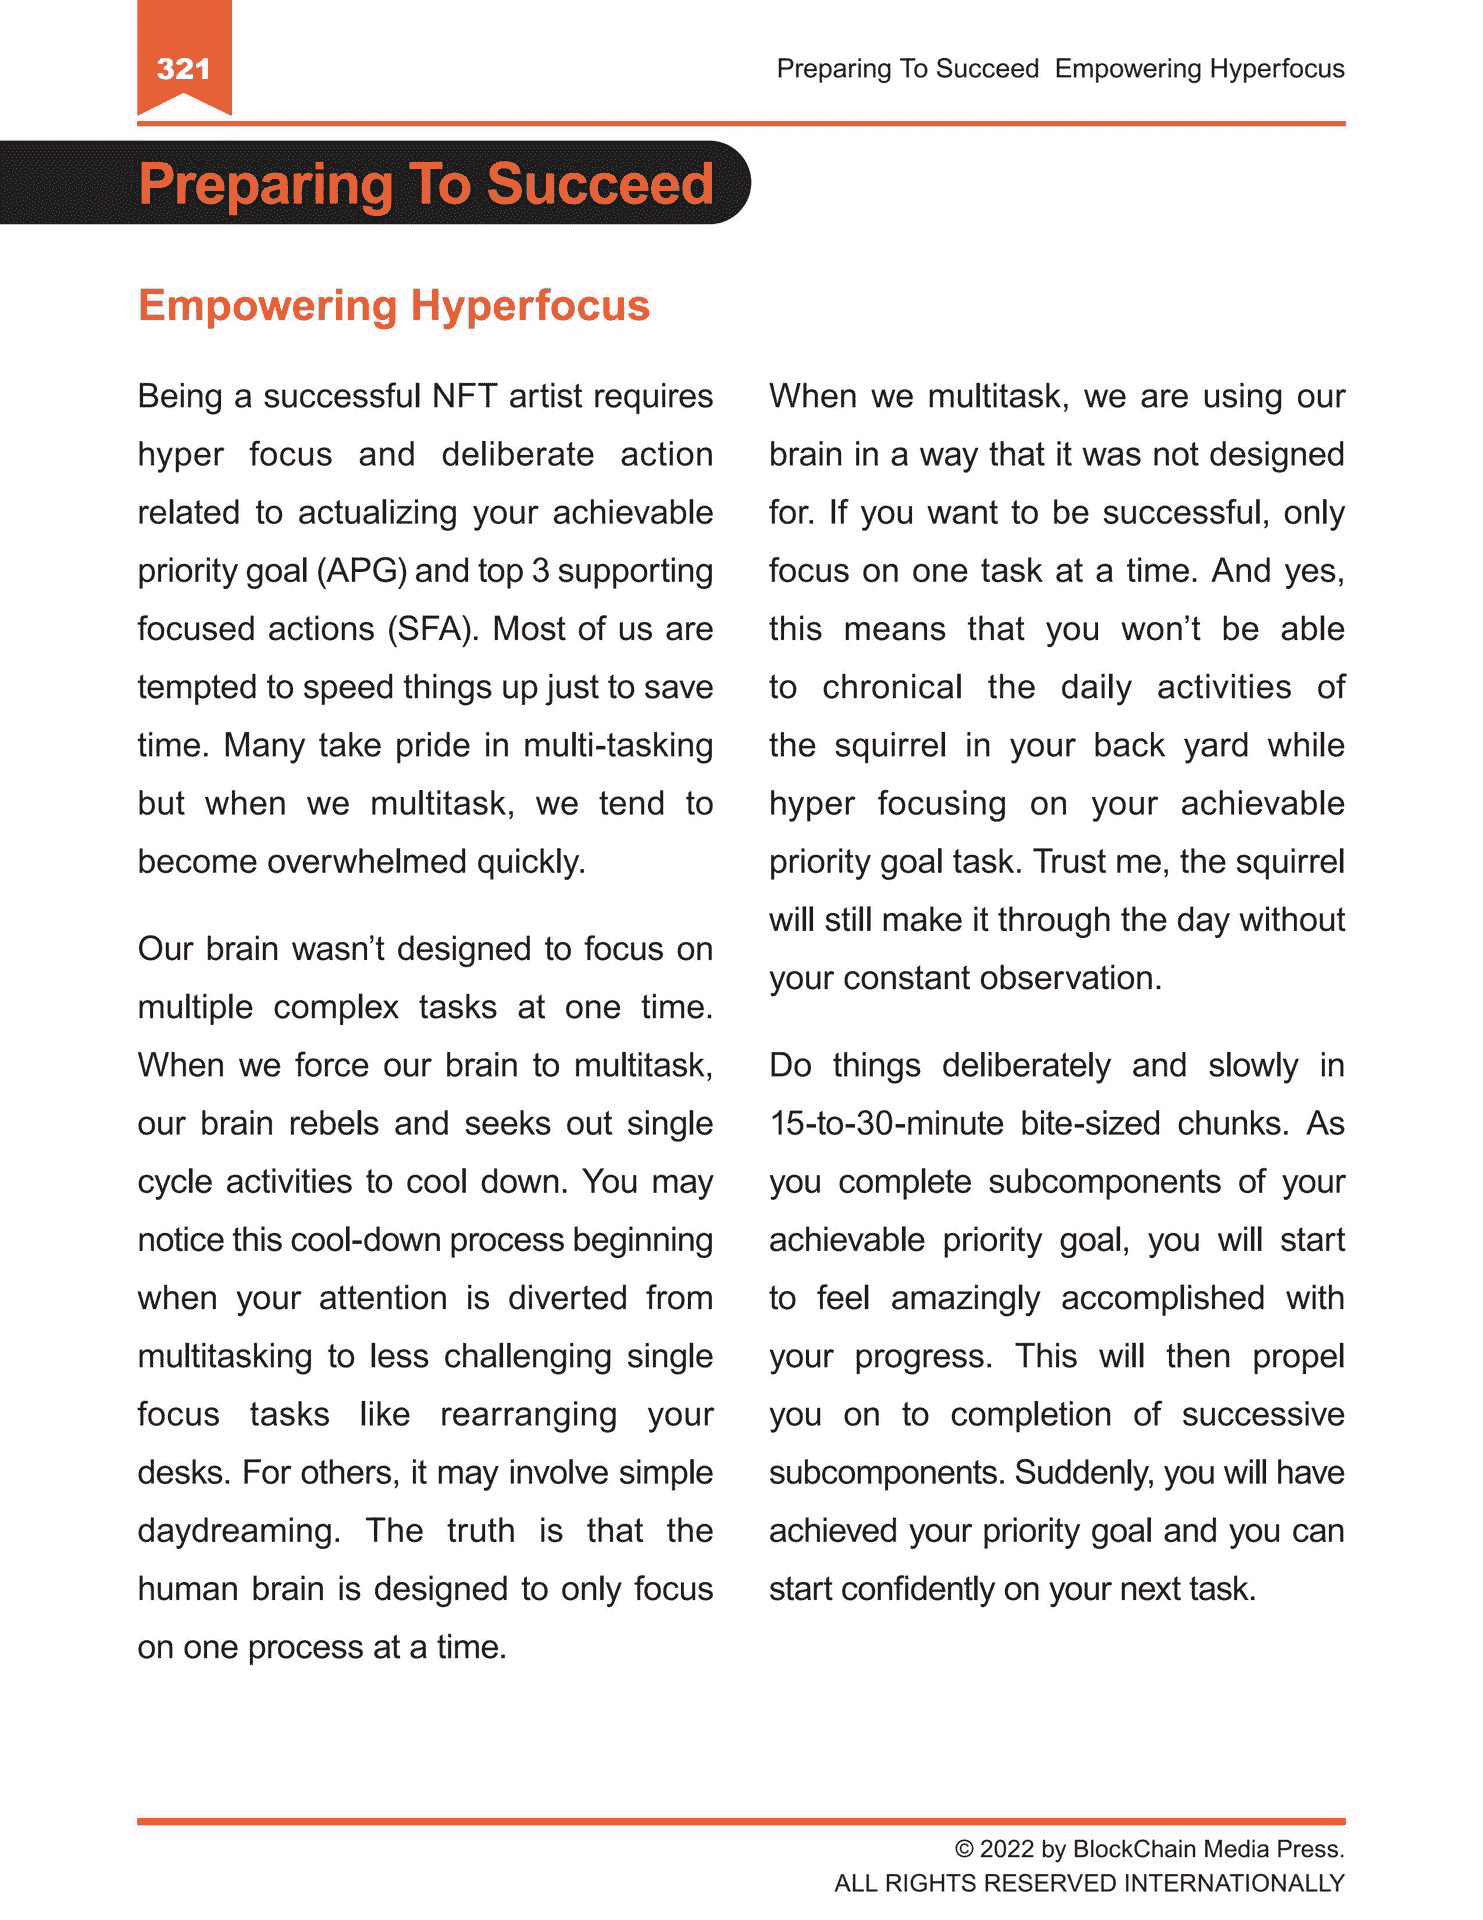 321
Preparing To Succeed  Empowering Hyperfocus
Preparing To Succeed
Empowering Hyperfocus
Being a successful NFT artist requires
hyper focus and deliberate action
related to actualizing your achievable
priority goal (APG) and top 3 supporting
focused actions (SFA). Most of us are
tempted to speed things up just to save
time. Many take pride in multi-tasking
but when we multitask, we tend to
become overwhelmed quickly.
Our brain wasn’t designed to focus on
multiple complex tasks at one time.
When we force our brain to multitask,
our brain rebels and seeks out single
cycle activities to cool down. You may
notice this cool-down process beginning
when your attention is diverted from
multitasking to less challenging single
focus tasks like rearranging your
desks. For others, it may involve simple
daydreaming. The truth is that the
human brain is designed to only focus
on one process at a time.
When we multitask, we are using our
brain in a way that it was not designed
for. If you want to be successful, only
focus on one task at a time. And yes,
this means that you won’t be able
to chronical the daily activities of
the squirrel in your back yard while
hyper focusing on your achievable
priority goal task. Trust me, the squirrel
will still make it through the day without
your constant observation.
Do things deliberately and slowly in
15-to-30-minute bite-sized chunks. As
you complete subcomponents of your
achievable priority goal, you will start
to feel amazingly accomplished with
your progress. This will then propel
you on to completion of successive
subcomponents. Suddenly, you will have
achieved your priority goal and you can
start confidently on your next task.
© 2022 by BlockChain Media Press.
ALL RIGHTS RESERVED INTERNATIONALLY